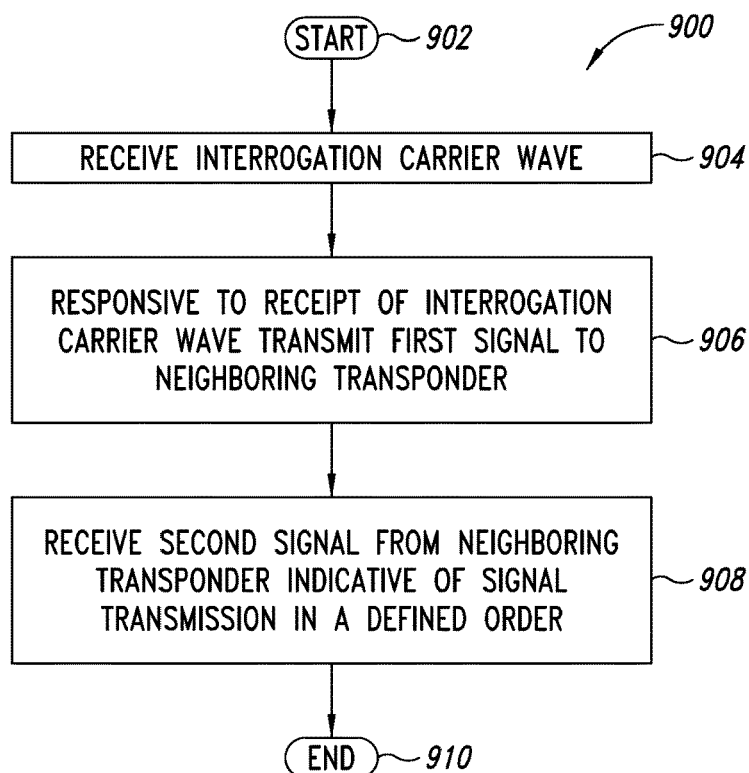 900
START 902
RECEIVE INTERROGATION CARRIER WAVE 904
RESPONSIVE TO RECEIPT OF INTERROGATION
CARRIER WAVE TRANSMIT FIRST SIGNAL TO 906
NEIGHBORING TRANSPONDER
RECEIVE SECOND SIGNAL FROM NEIGHBORING
TRANSPONDER INDICATIVE OF SIGNAL 908
TRANSMISSION IN A DEFINED ORDER
END 910